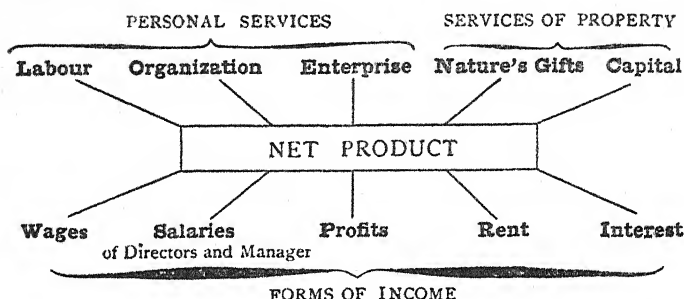 PERSONAL SERVICES SERVICES OF PROPERTY
Labour Organization Enterprise Nature's Gifts Capital
NET PRODUCT
Wages Salaries Profits Rent Interest
of Directors and Manager
FORMS OF INCOME